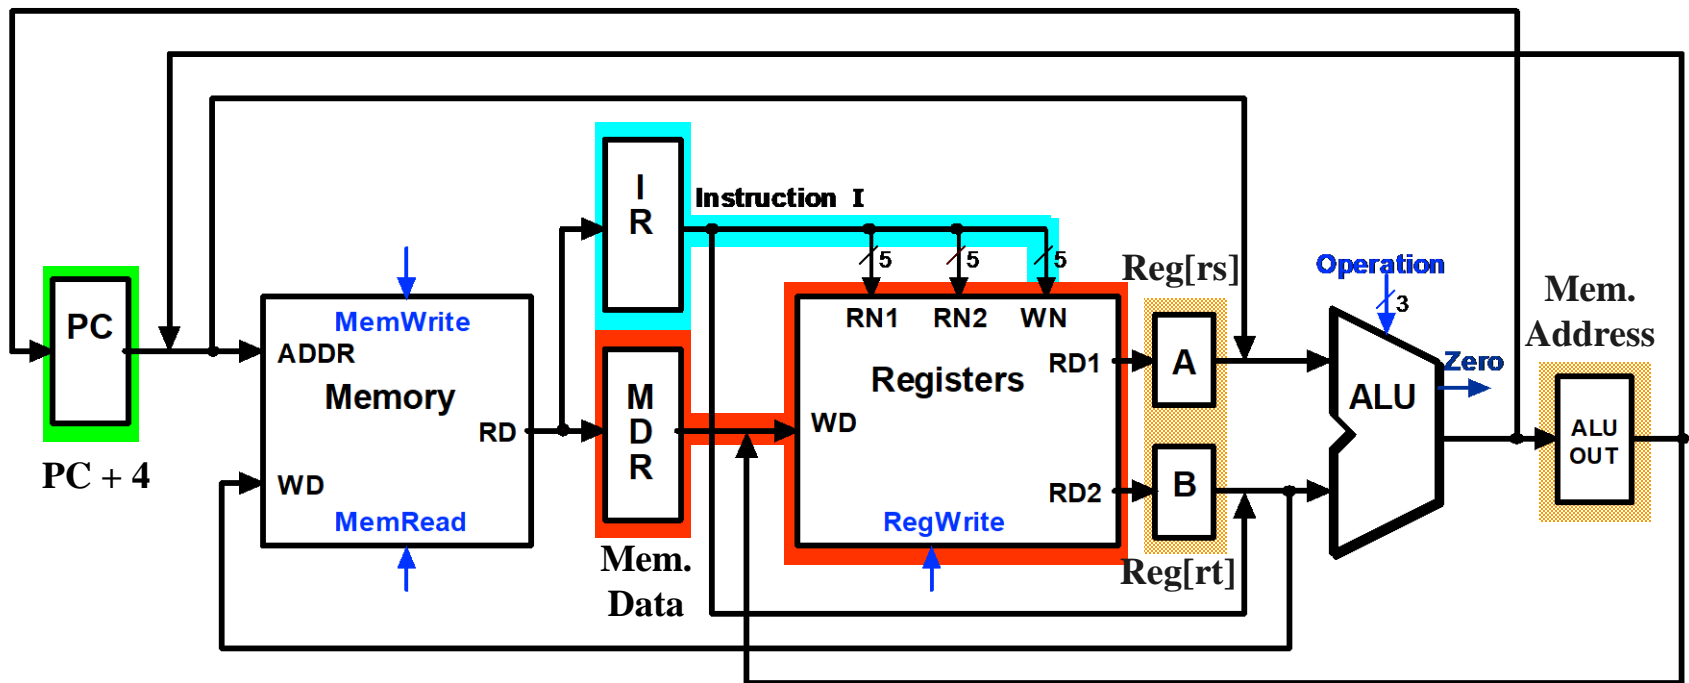 I
R
Instruction I
5
5
5
Reg[rs]
Operation
3
Mem.
Address
PC
MemWrite
RN1
RN2
WN
ADDR
Memory
RD
WD
MemRead
M
D
R
Registers
RD1
WD
RD2
RegWrite
A
B
ALU
Zero
ALU
OUT
PC + 4
Mem.
Data
Reg[rt]